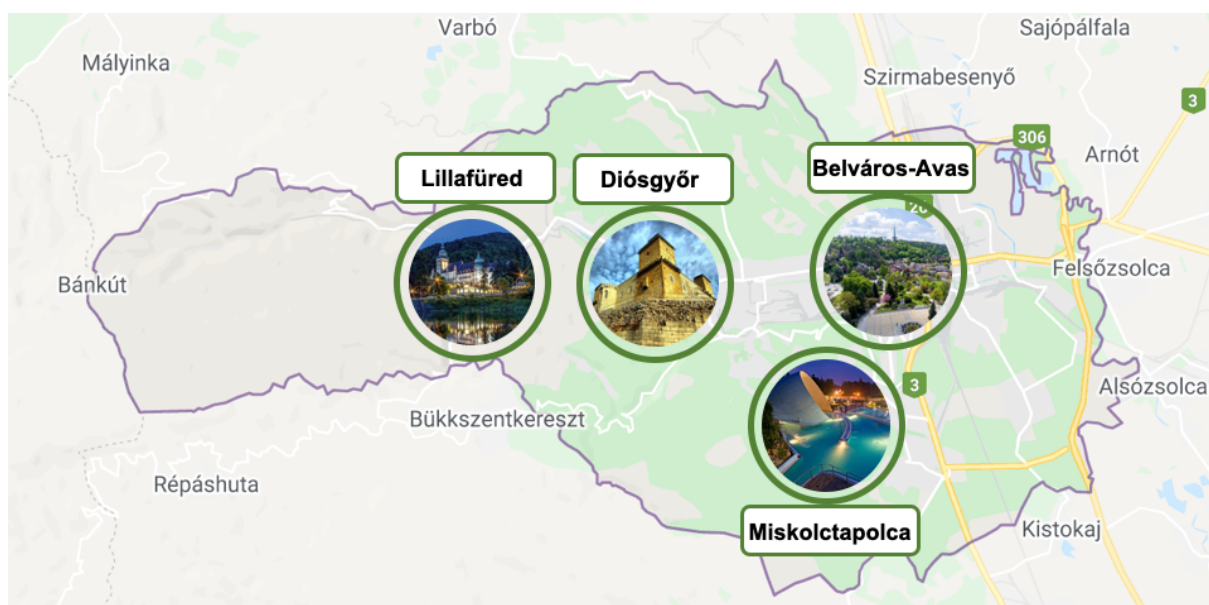 Varbó
Sajópálfala
Mályinka
Szirmabesenyő
3
306
Arnót
Lillafüred
Diósgyőr
Belváros-Avas
26
Bánkút
Felsőzsolca
3
Alsózsolca
Bükkszentkereszt
Répáshuta
Kistokaj
Miskolctapolca